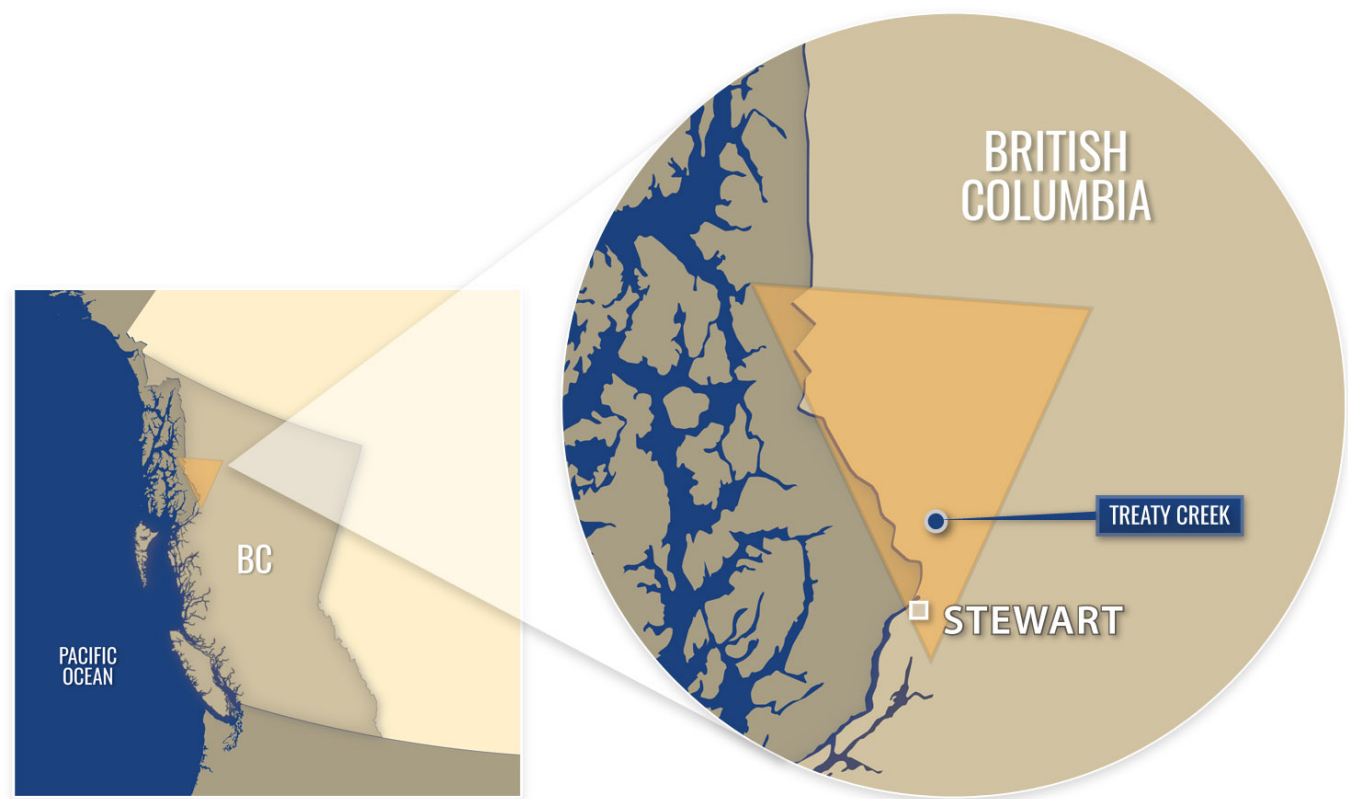 BRITISH
COLUMBIA
TREATY CREEK
STEWART
BC
PACIFIC
OCEAN